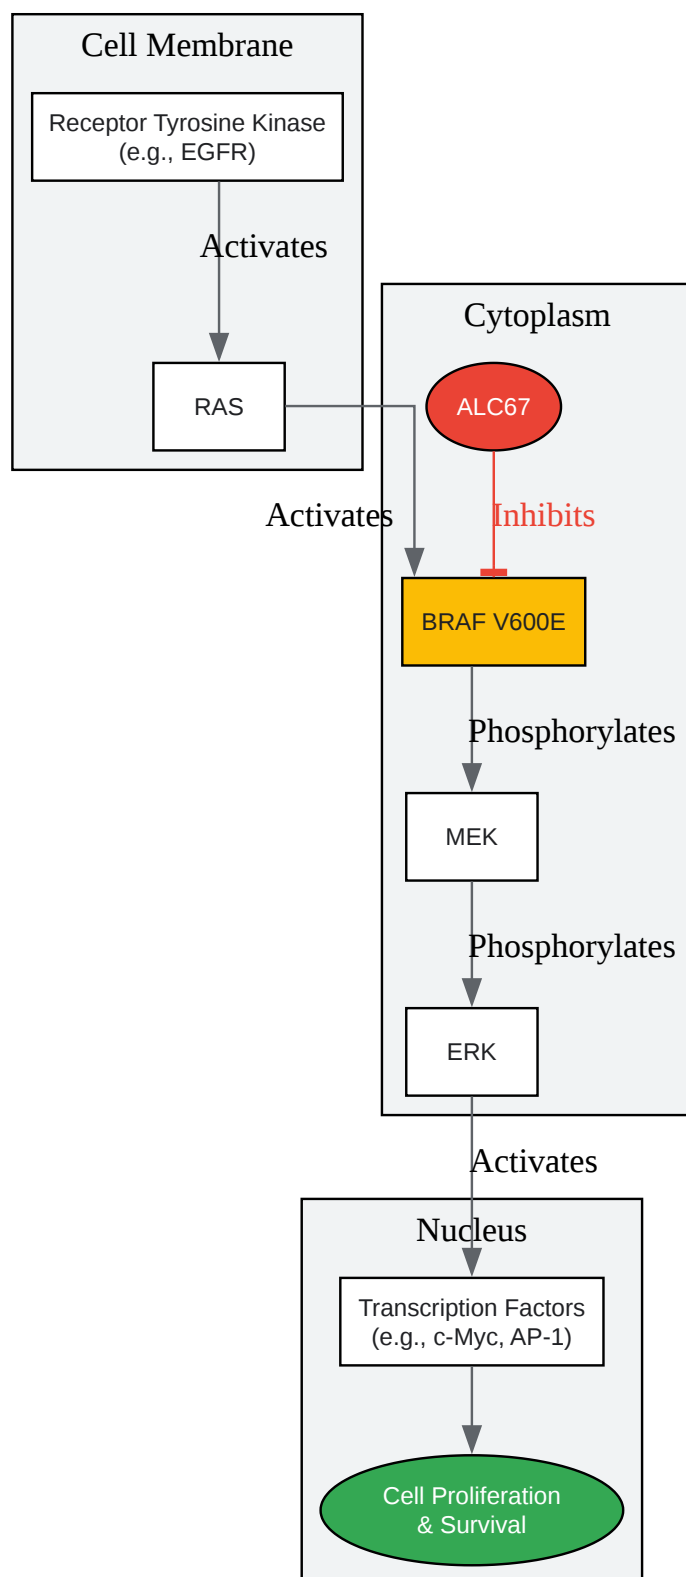 Cell Membrane
Receptor Tyrosine Kinase
(e.g., EGFR)
Activates
RAS
Cytoplasm
ALC67
Activates
Inhibits
BRAF V600E
Phosphorylates
MEK
Phosphorylates
ERK
Activates
Nucleus
Transcription Factors
(e.g., c-Myc, AP-1)
Cell Proliferation
& Survival